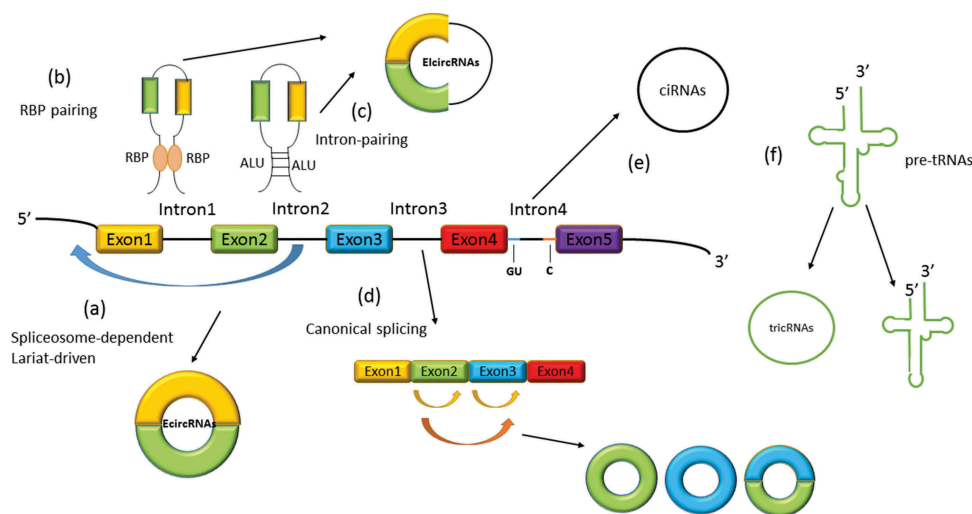 (b)
RBP pairing
RBP
RBP
ALU
ALU
(c)
Intron-pairing
EIcircRNAs
ciRNAs
(e)
(f)
5’
3’
pre-tRNAs
5’
Intron1
Intron2
Intron3
Intron4
Exon1
Exon2
Exon3
Exon4
Exon5
GU
C
3’
(a)
Spliceosome-dependent
Lariat-driven
EcircRNAs
(d)
Canonical splicing
Exon1
Exon2
Exon3
Exon4
tricRNAs
5’
3’